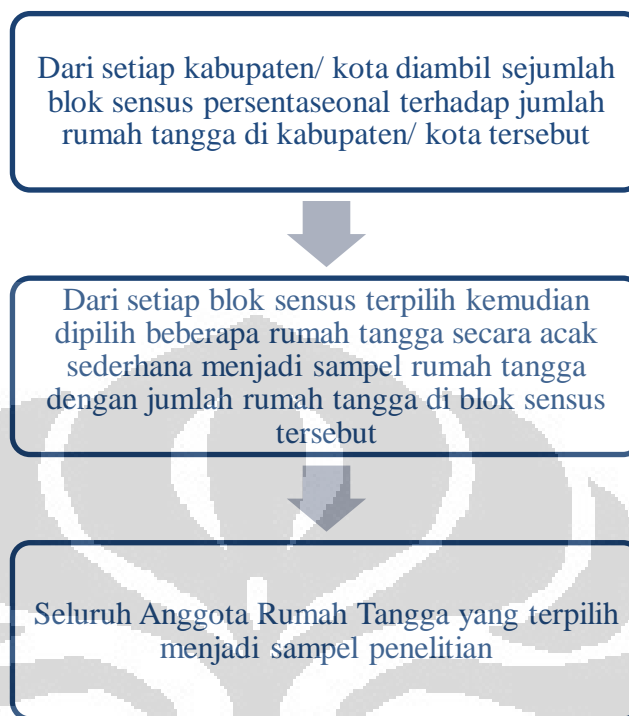 Dari setiap kabupaten/ kota diambil sejumlah
blok sensus persentaseonal terhadap jumlah
rumah tangga di kabupaten/ kota tersebut
Dari setiap blok sensus terpilih kemudian
dipilih beberapa rumah tangga secara acak
sederhana menjadi sampel rumah tangga
dengan jumlah rumah tangga di blok sensus
tersebut
Seluruh Anggota Rumah Tangga yang terpilih
menjadi sampel penelitian